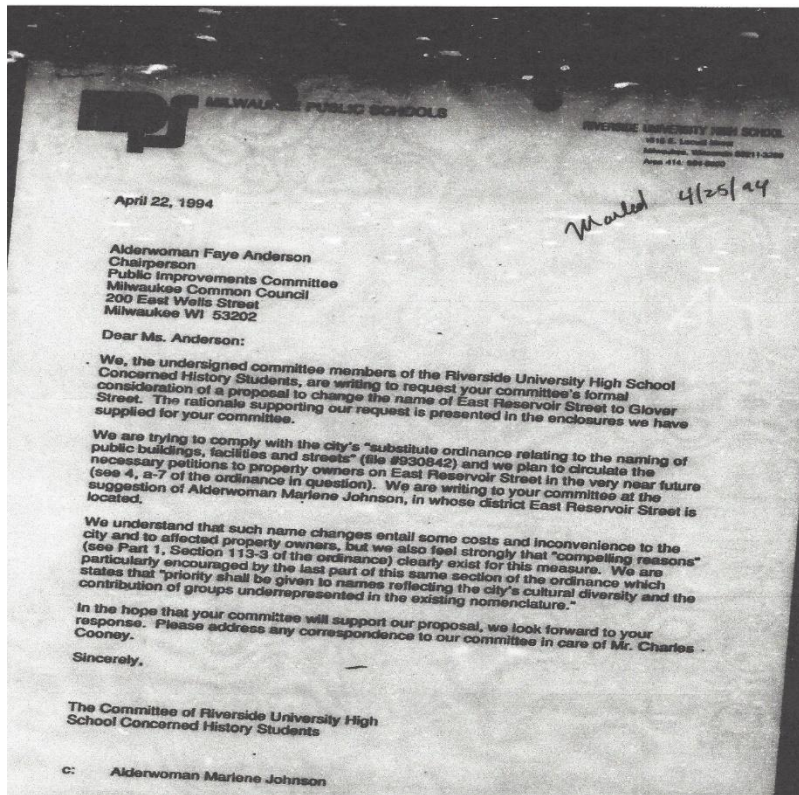 mps MILWAUKEE PUBLIC SCHOOLS
RIVERSIDE UNIVERSITY HIGH SCHOOL
1615 E. Locust Street
Milwaukee, Wisconsin 53211-3298
Area 414:
April 22, 1994
Mailed 4/25/94
Alderwoman Faye Anderson
Chairperson
Public Improvements Committee
Milwaukee Common Council
200 East Wells Street
Milwaukee WI 53202
Dear Ms. Anderson:
We, the undersigned committee members of the Riverside University High School
Concerned History Students, are writing to request your committee's formal
consideration of a proposal to change the name of East Reservoir Street to Glover
Street. The rationale supporting our request is presented in the enclosures we have
supplied for your committee.
We are trying to comply with the city's "substitute ordinance relating to the naming of
public buildings, facilities and streets" (file #930842) and we plan to circulate the
necessary petitions to property owners on East Reservoir Street in the very near future
(see 4, a-7 of the ordinance in question). We are writing to your committee at the
suggestion of Alderwoman Marlene Johnson, in whose district East Reservoir Street is
located.
We understand that such name changes entail some costs and inconvenience to the
city and to affected property owners, but we also feel strongly that "compelling reasons"
(see Part 1, Section 113-3 of the ordinance) clearly exist for this measure. We are
particularly encouraged by the last part of this same section of the ordinance which
states that "priority shall be given to names reflecting the city's cultural diversity and the
contribution of groups underrepresented in the existing nomenclature."
In the hope that your committee will support our proposal, we look forward to your
response. Please address any correspondence to our committee in care of Mr. Charles
Cooney.
Sincerely,
The Committee of Riverside University High
School Concerned History Students
c: Alderwoman Marlene Johnson